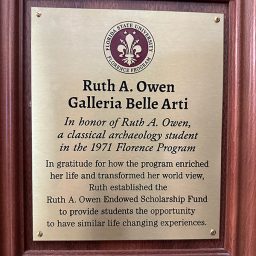 FLORIDA STATE UNIVERSITY
FLORENCE PROGRAM
Ruth A. Owen
Galleria Belle Arti
In honor of Ruth A. Owen,
a classical archaeology student
in the 1971 Florence Program
In gratitude for how the program enriched
her life and transformed her world view,
Ruth established the
Ruth A. Owen Endowed Scholarship Fund
to provide students the opportunity
to have similar life changing experiences.